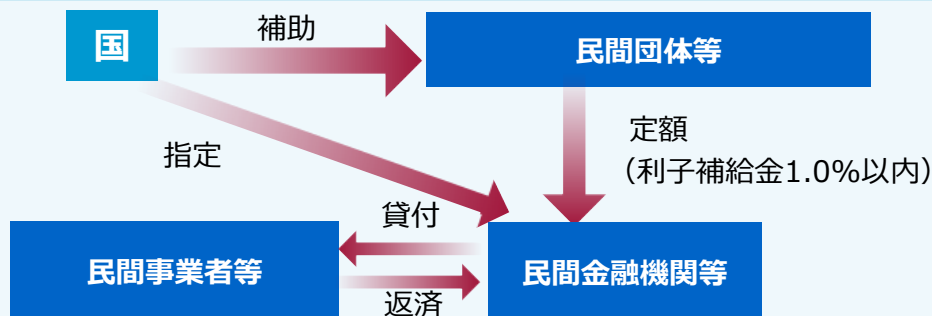 国
補助
民間団体等
指定
定額
（利子補給金1.0%以内）
貸付
民間事業者等
民間金融機関等
返済